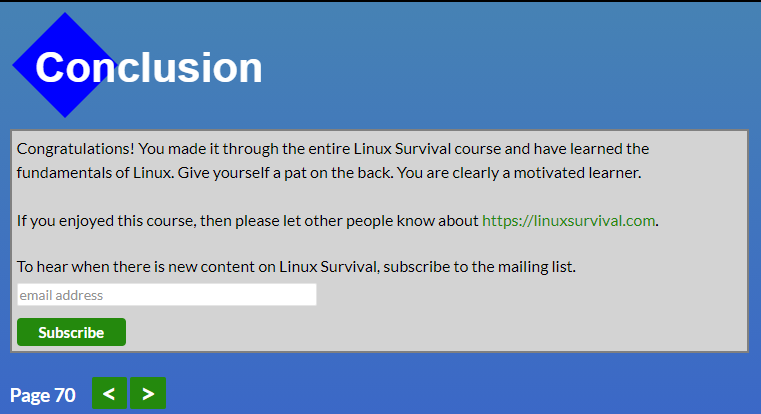 Conclusion
Congratulations! You made it through the entire Linux Survival course and have learned the
fundamentals of Linux. Give yourself a pat on the back. You are clearly a motivated learner.
If you enjoyed this course, then please let other people know about https://linuxsurvival.com.
To hear when there is new content on Linux Survival, subscribe to the mailing list.
email address
Subscribe
Page 70 < >